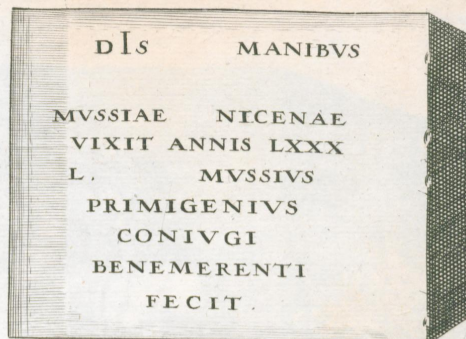 DIS MANIBVS
MVSSIAE NICENAE
VIXIT ANNIS LXXX
L. MVSSIVS
PRIMIGENIVS
CONIVGI
BENEMERENTI
FECIT.